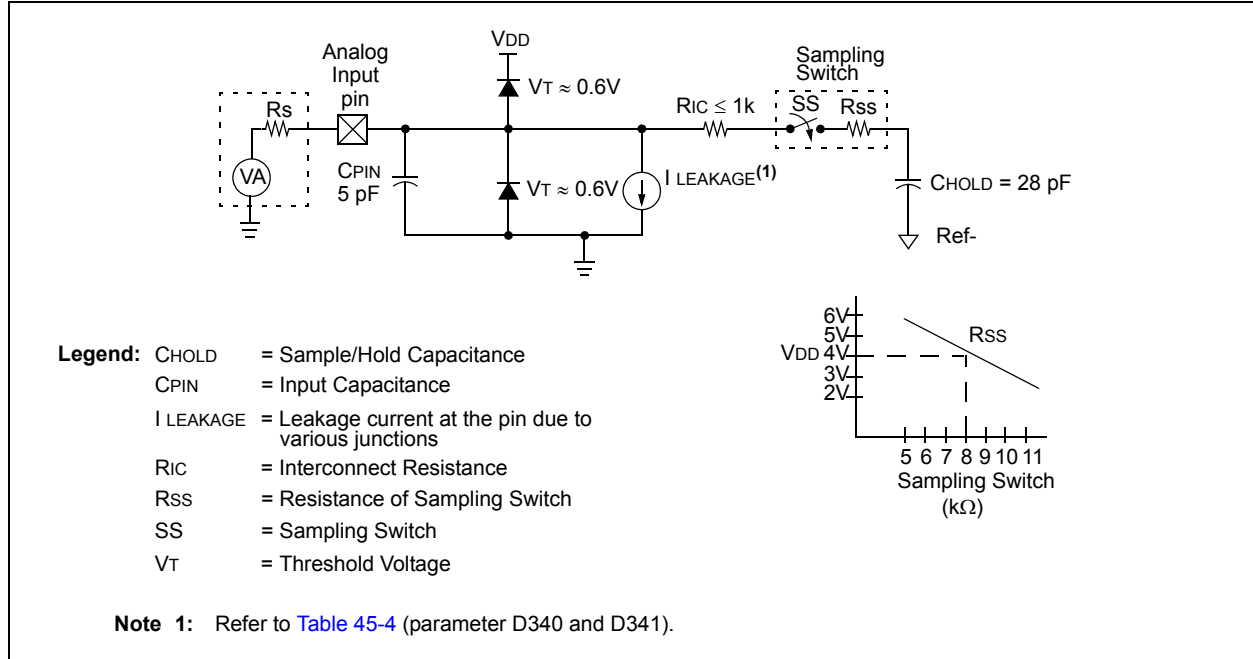 VDD
Analog
Input
pin
Sampling
Switch
Rs
VT ≈ 0.6V
RIC ≤ 1k
SS
Rss
VA
CPIN
5 pF
VT ≈ 0.6V
I LEAKAGE(1)
CHOLD = 28 pF
Ref-
6V
5V
VDD 4V
3V
2V
RSS
5 6 7 8 9 10 11
Sampling Switch
(kΩ)
Legend: CHOLD = Sample/Hold Capacitance
CPIN = Input Capacitance
I LEAKAGE = Leakage current at the pin due to
various junctions
RIC = Interconnect Resistance
RSS = Resistance of Sampling Switch
SS = Sampling Switch
VT = Threshold Voltage
Note 1: Refer to Table 45-4 (parameter D340 and D341).